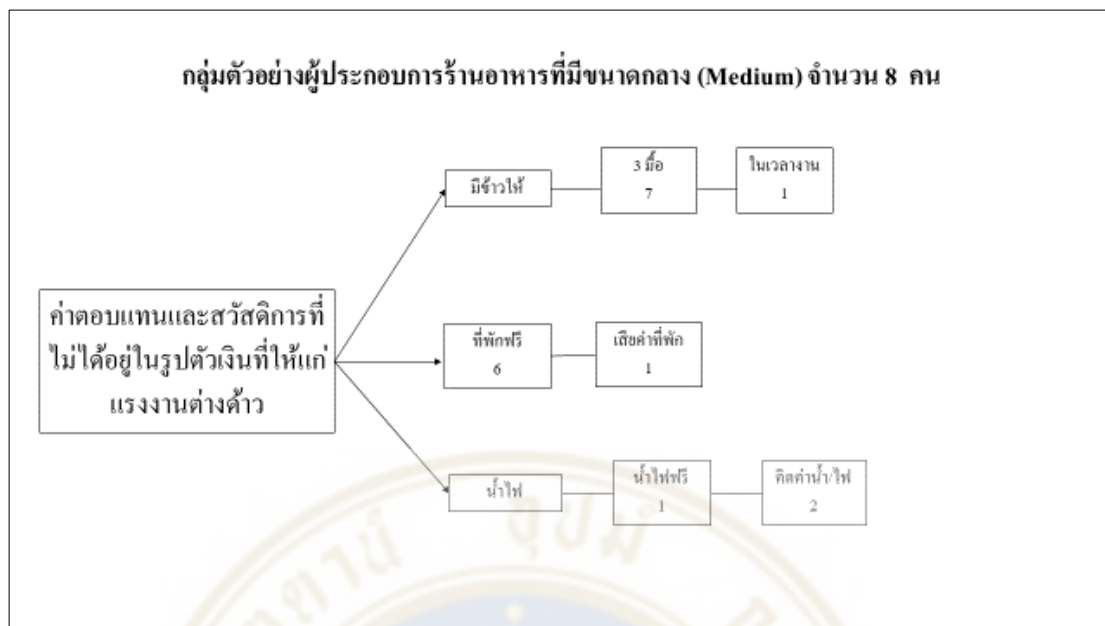 กลุ่มตัวอย่างผู้ประกอบการร้านอาหารที่มีขนาดกลาง (Medium) จำนวน 8 คน
มีข้าวให้
3 มื้อ
7
ในเวลางาน
1
ค่าตอบแทนและสวัสดิการที่
ไม่ได้อยู่ในรูปตัวเงินที่ให้แก่
แรงงานต่างด้าว
ที่พักฟรี
6
เสียค่าที่พัก
1
น้ำไฟ
น้ำไฟฟรี
1
คิดค่าน้ำ/ไฟ
2